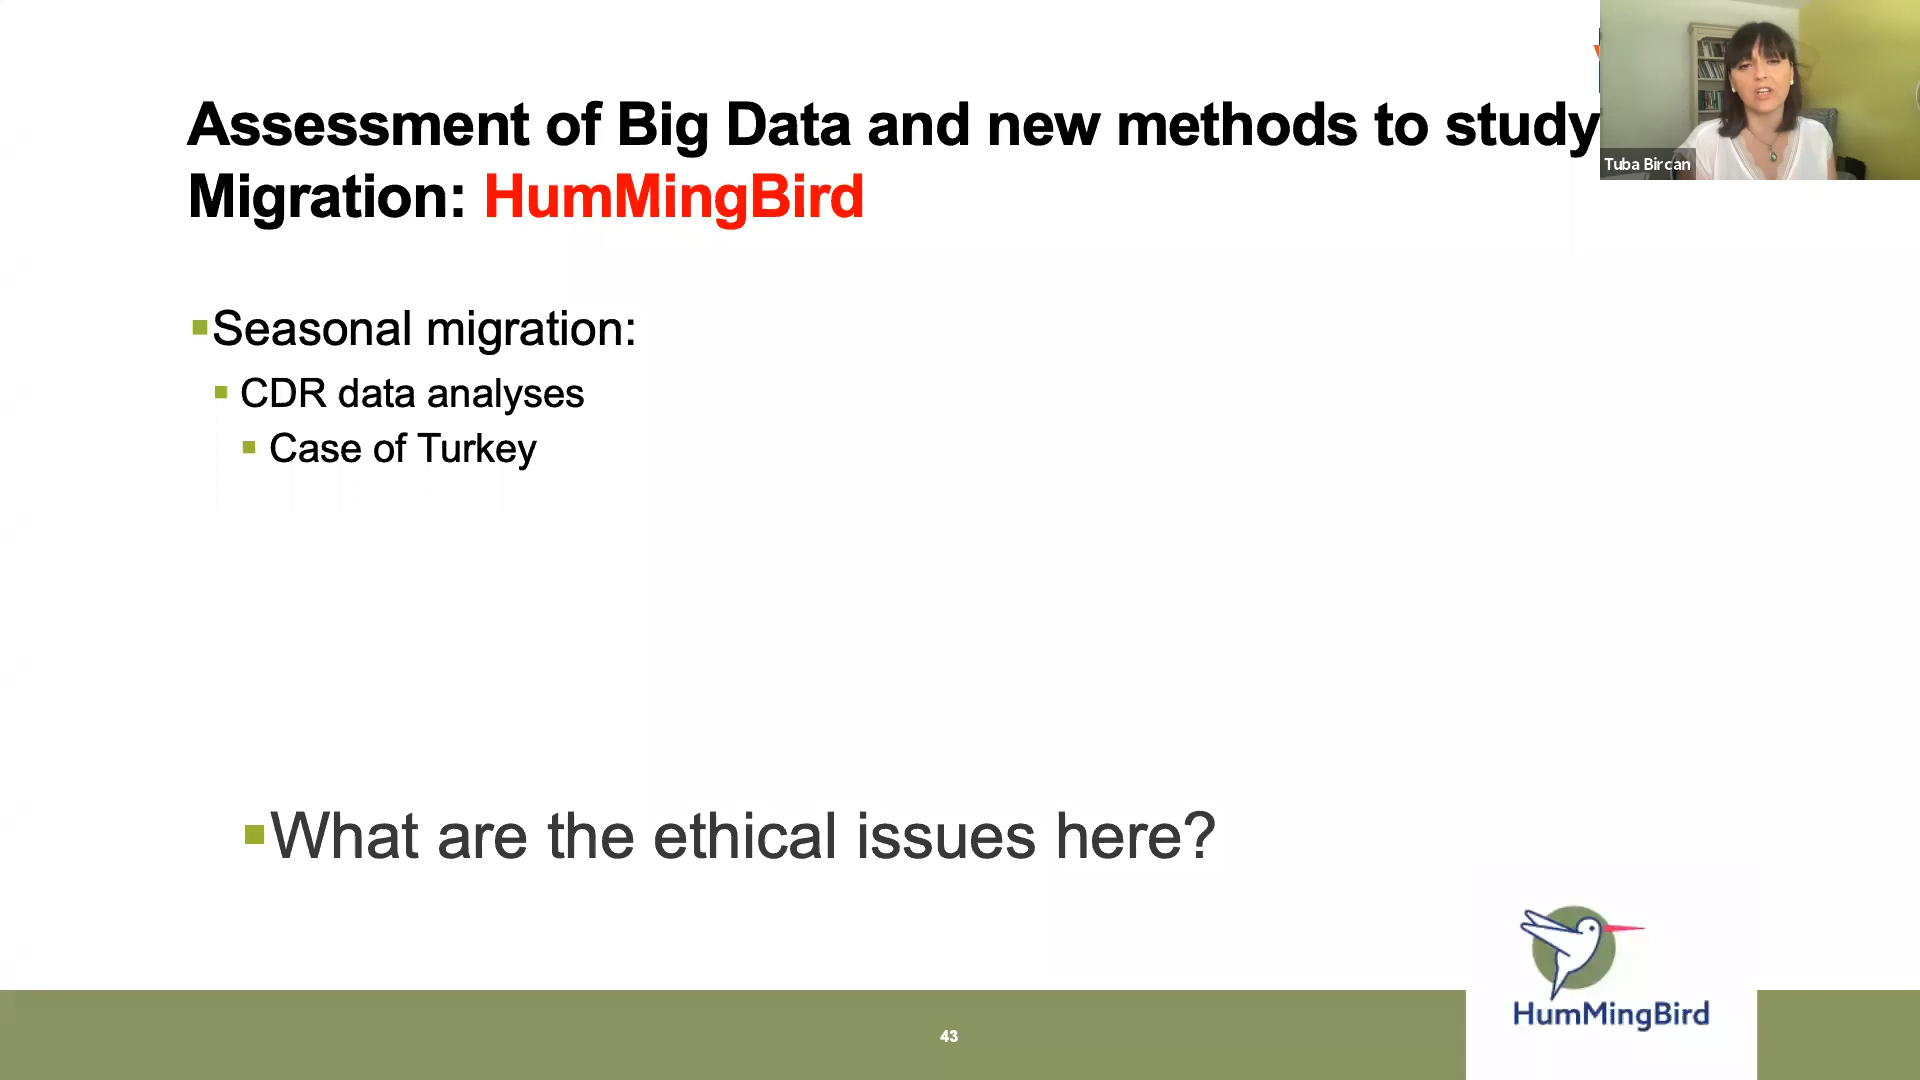 Assessment of Big Data and new methods to study
Migration: HumMingBird
Tuba Bircan
Seasonal migration:
CDR data analyses
Case of Turkey
What are the ethical issues here?
HumMingBird
43